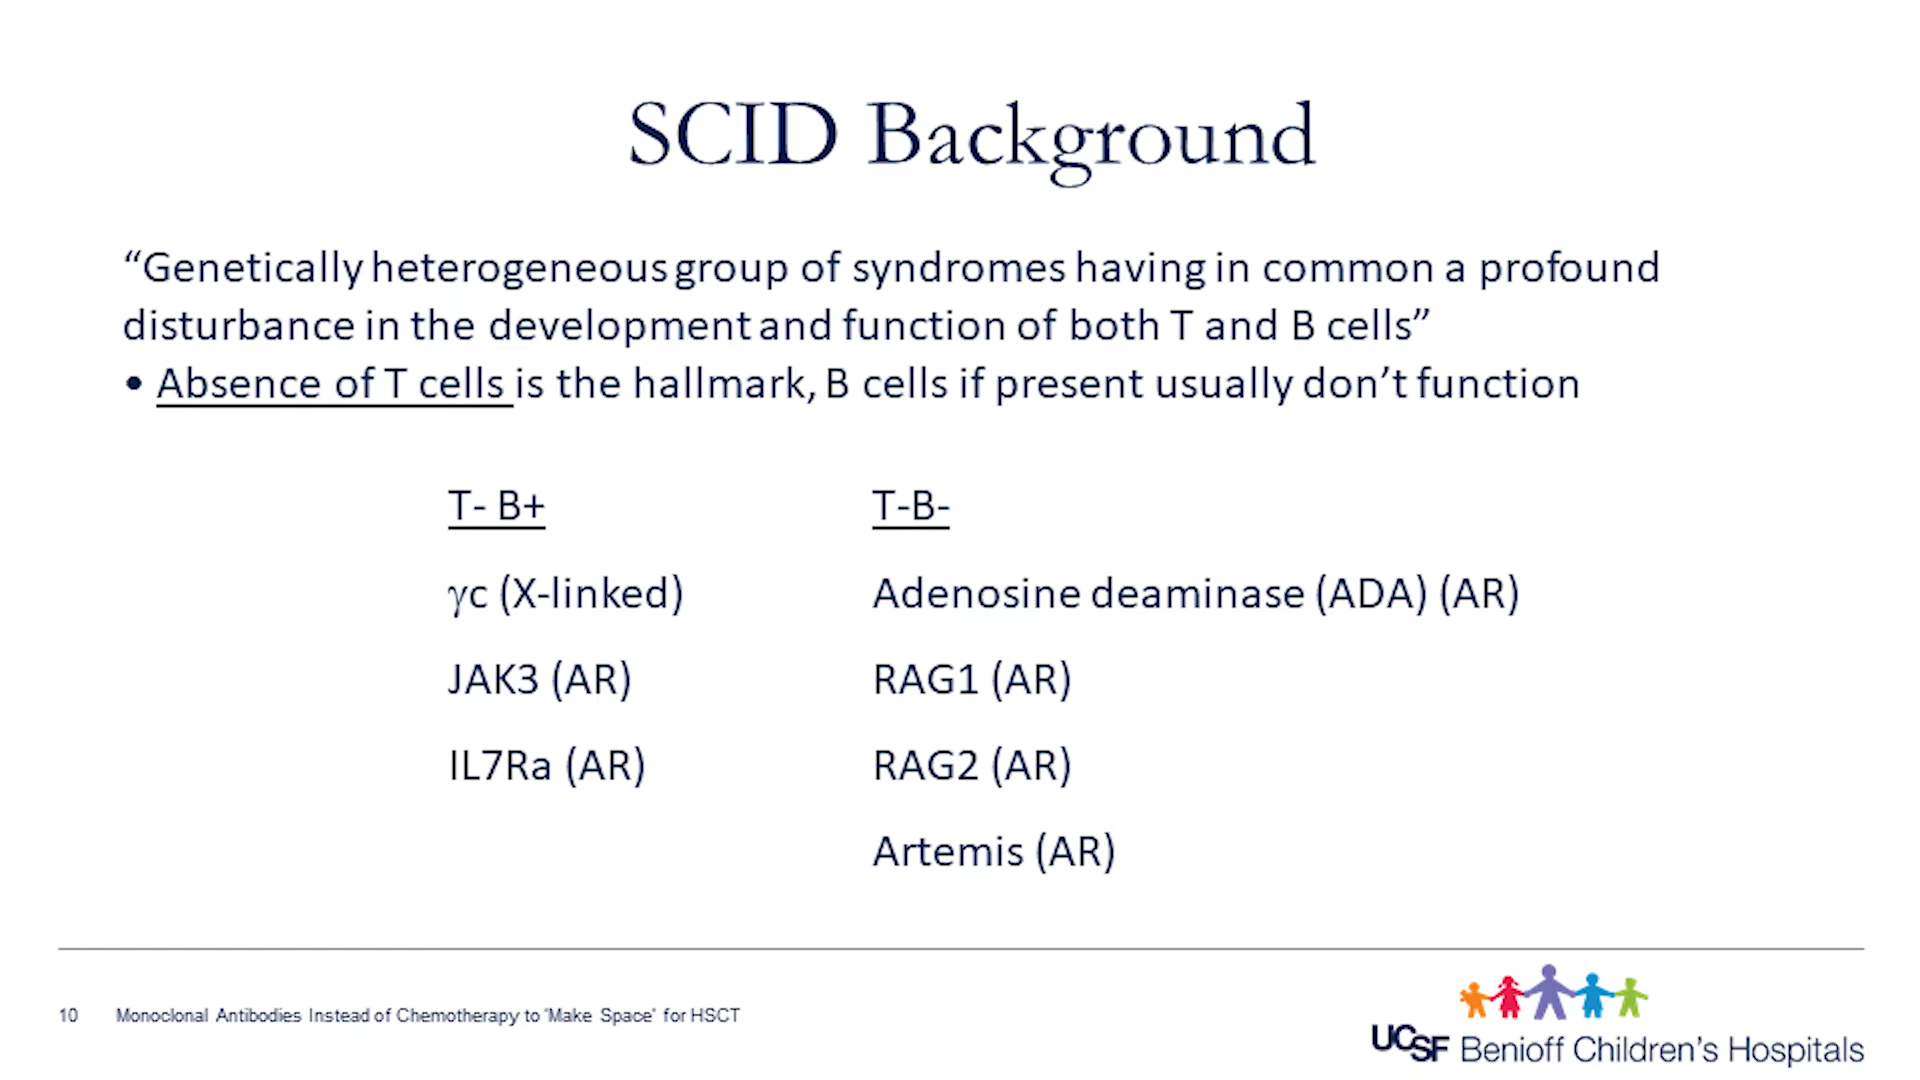 SCID Background
“Genetically heterogeneous group of syndromes having in common a profound
disturbance in the development and function of both T and B cells”
• Absence of T cells is the hallmark, B cells if present usually don’t function
T- B+ T-B-
γc (X-linked) Adenosine deaminase (ADA) (AR)
JAK3 (AR) RAG1 (AR)
IL7Ra (AR) RAG2 (AR)
Artemis (AR)
10 Monoclonal Antibodies Instead of Chemotherapy to ‘Make Space’ for HSCT
UCSF Benioff Children’s Hospitals